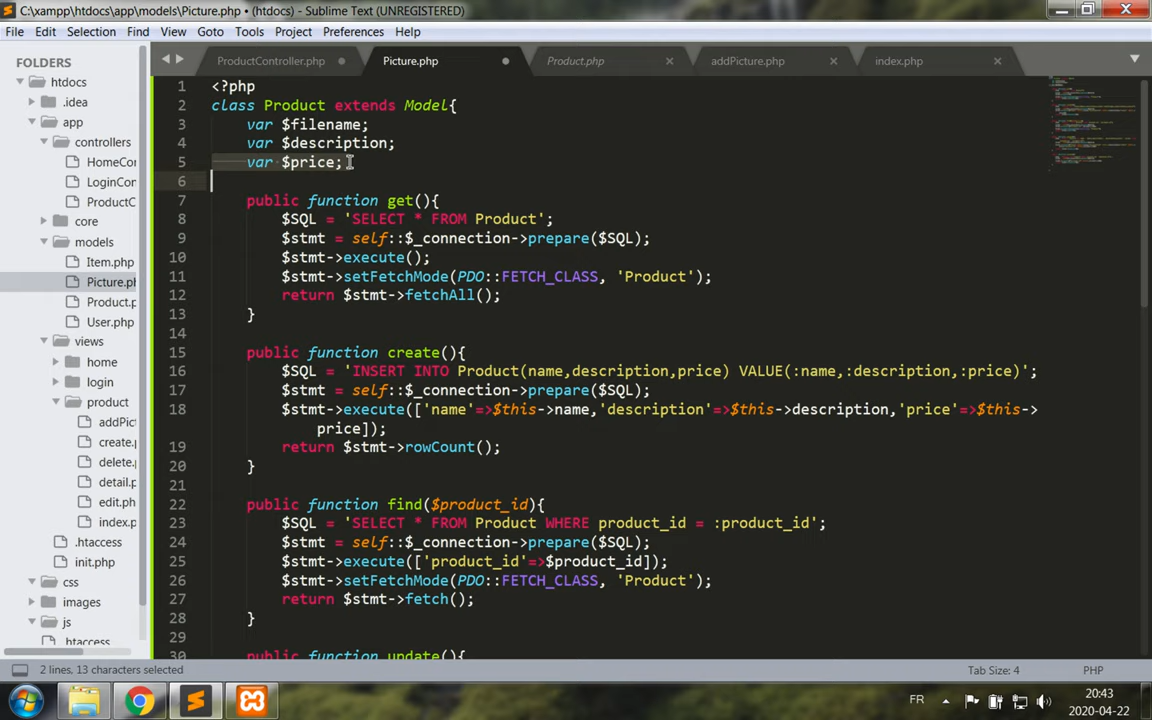 C:\xampp\htdocs\app\models\Picture.php • (htdocs) - Sublime Text (UNREGISTERED)
File Edit Selection Find View Goto Tools Project Preferences Help
FOLDERS
htdocs
.idea
app
controllers
HomeCo
LoginCor
ProductC
core
models
Item.php
Picture.pl
Product.p
User.php
views
home
login
product
addPict
create.
delete.
detail.p
edit.ph
index.p
.htaccess
init.php
css
images
js
.htaccess
ProductController.php Picture.php Product.php addPicture.php index.php
1 <?php
2 class Product extends Model{
3 var $filename;
4 var $description;
5 var $price;
6
7 public function get(){
8 $SQL = 'SELECT * FROM Product';
9 $stmt = self::$_connection->prepare($SQL);
10 $stmt->execute();
11 $stmt->setFetchMode(PDO::FETCH_CLASS, 'Product');
12 return $stmt->fetchAll();
13 }
14
15 public function create(){
16 $SQL = 'INSERT INTO Product(name,description,price) VALUE(:name,:description,:price)';
17 $stmt = self::$_connection->prepare($SQL);
18 $stmt->execute(['name'=>$this->name,'description'=>$this->description,'price'=>$this->
price]);
19 return $stmt->rowCount();
20 }
21
22 public function find($product_id){
23 $SQL = 'SELECT * FROM Product WHERE product_id = :product_id';
24 $stmt = self::$_connection->prepare($SQL);
25 $stmt->execute(['product_id'=>$product_id]);
26 $stmt->setFetchMode(PDO::FETCH_CLASS, 'Product');
27 return $stmt->fetch();
28 }
29
30 public function update(){
2 lines, 13 characters selected Tab Size: 4 PHP
FR 20:43
2020-04-22